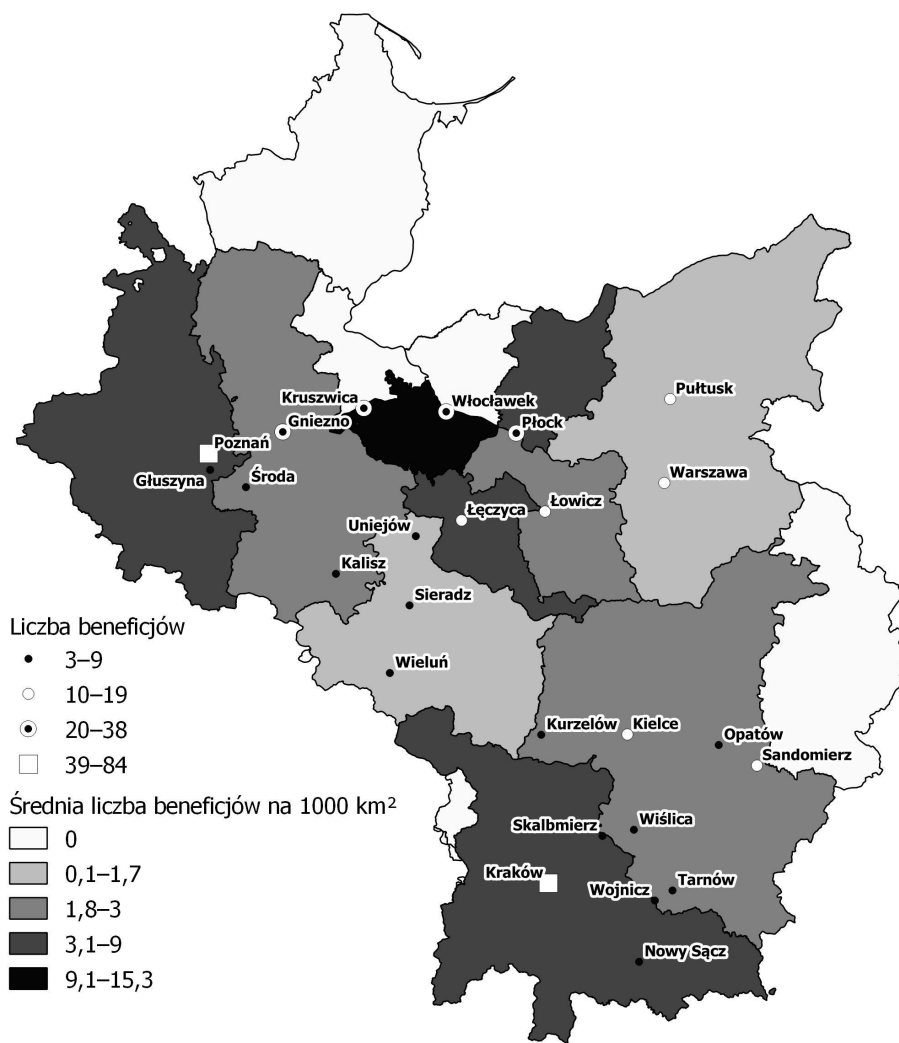 Pułtusk
Kruszwica
Włocławek
Gniezno
Płock
Poznań
Głuszyna
Środa
Warszawa
Łęczyca
Łowicz
Uniejów
Kalisz
Sieradz
Wieluń
Kurzelów
Kielce
Opatów
Sandomierz
Skalbmierz
Wiślica
Kraków
Wojnicz
Tarnów
Nowy Sącz
Liczba beneficjów
3–9
10–19
20–38
39–84
Średnia liczba beneficjów na 1000 km²
0
0,1–1,7
1,8–3
3,1–9
9,1–15,3